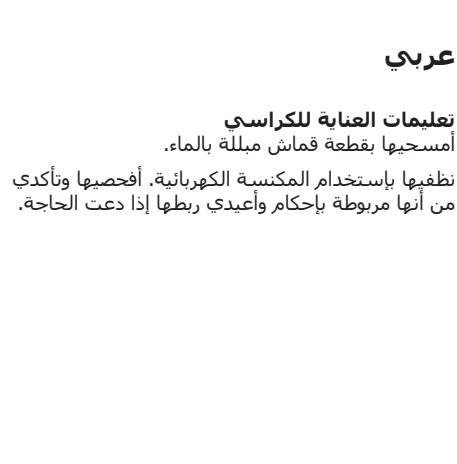 عربي
تعليمات العناية للكراسي
أمسحيها بقطعة قماش مبللة بالماء.
نظفيها بإستخدام المكنسة الكهربائية. أفحصيها وتأكدي
من أنها مربوطة بإحكام وأعيدي ربطها إذا دعت الحاجة.